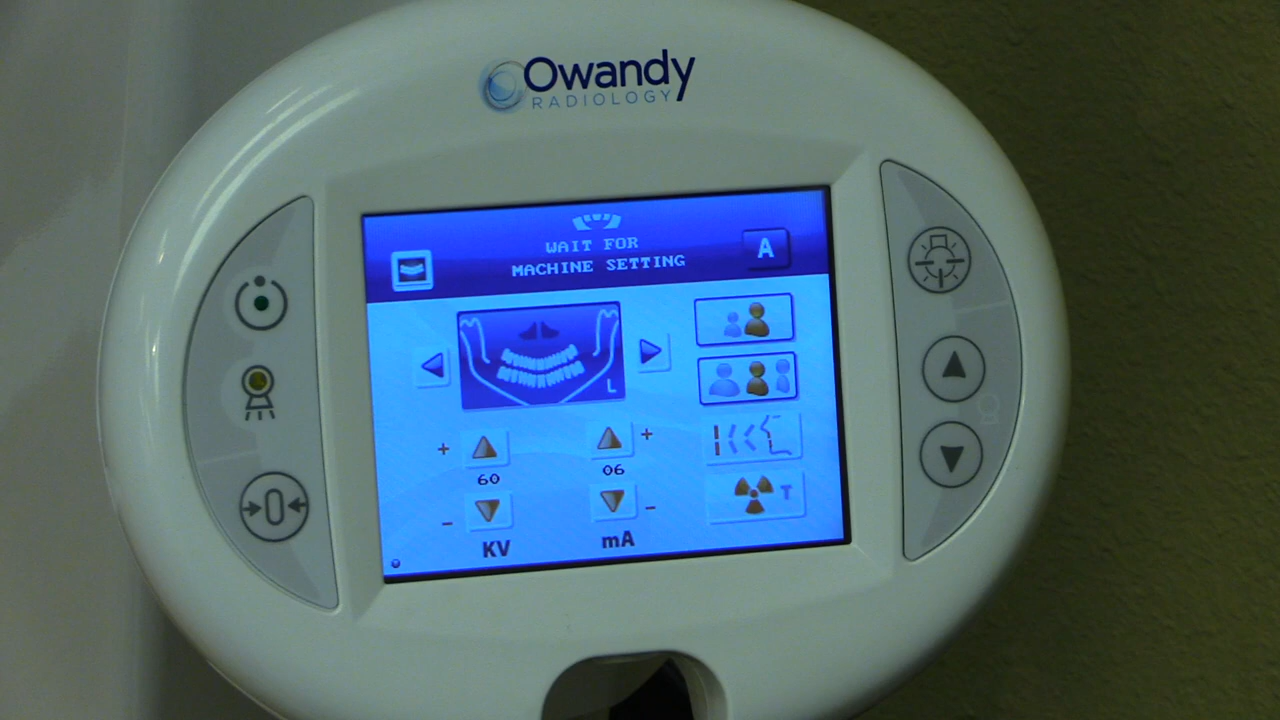 Owandy
RADIOLOGY
WAIT FOR
MACHINE SETTING
A
L
+
+
60
06
T
-
-
KV
mA